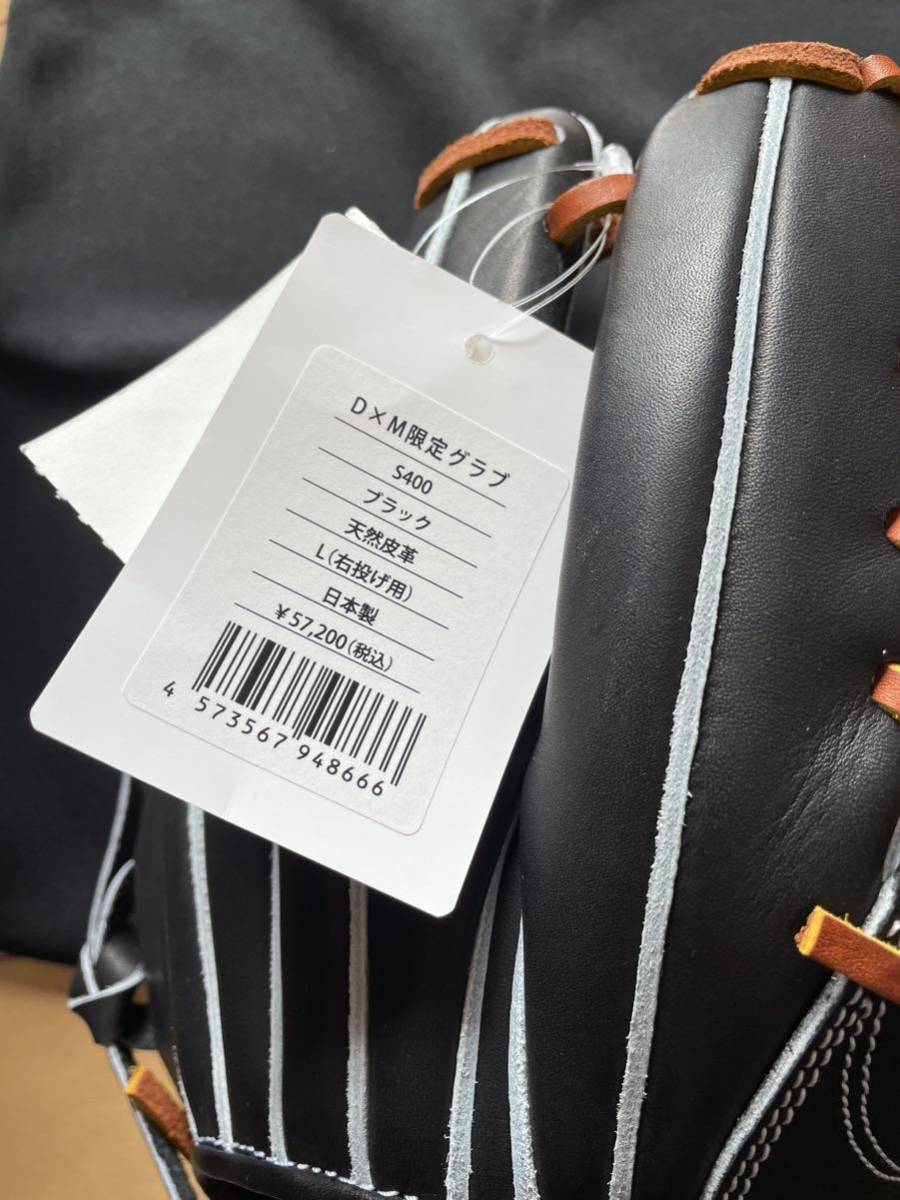 D×M限定グラブ
S400
ブラック
天然皮革
L(右投げ用)
日本製
¥57,200(税込)
4 573567 948666